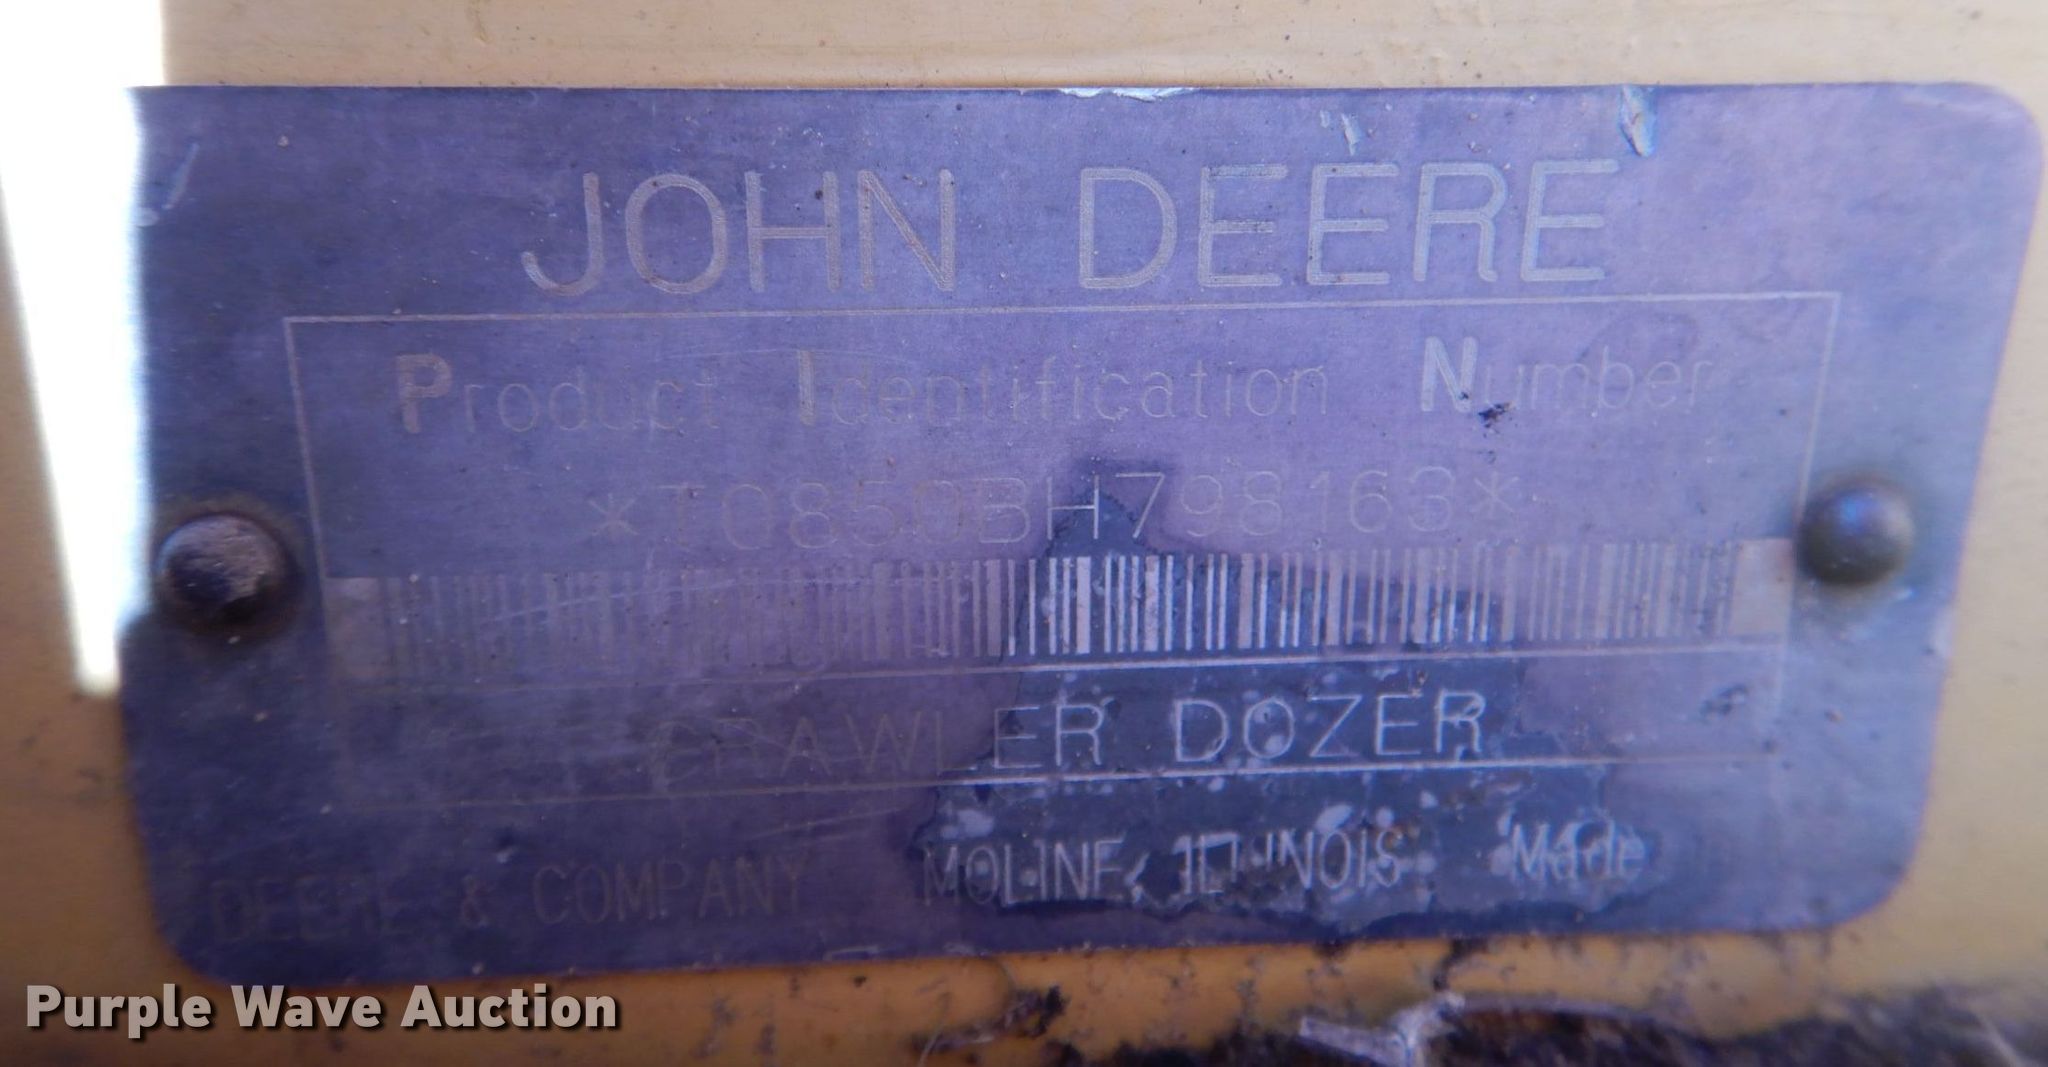 JOHN DEERE
Product Identification Number
*T0850BH798163*
CRAWLER DOZER
DEERE & COMPANY MOLINE, ILLINOIS Made
Purple Wave Auction